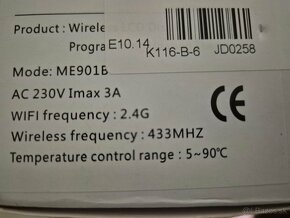 Product : Wireless
Progra
E10.14
K116-B-6 JD0258
Mode: ME901B
AC 230V Imax 3A
WIFI frequency : 2.4G
Wireless frequency : 433MHZ
Temperature control range : 5~90℃
CE